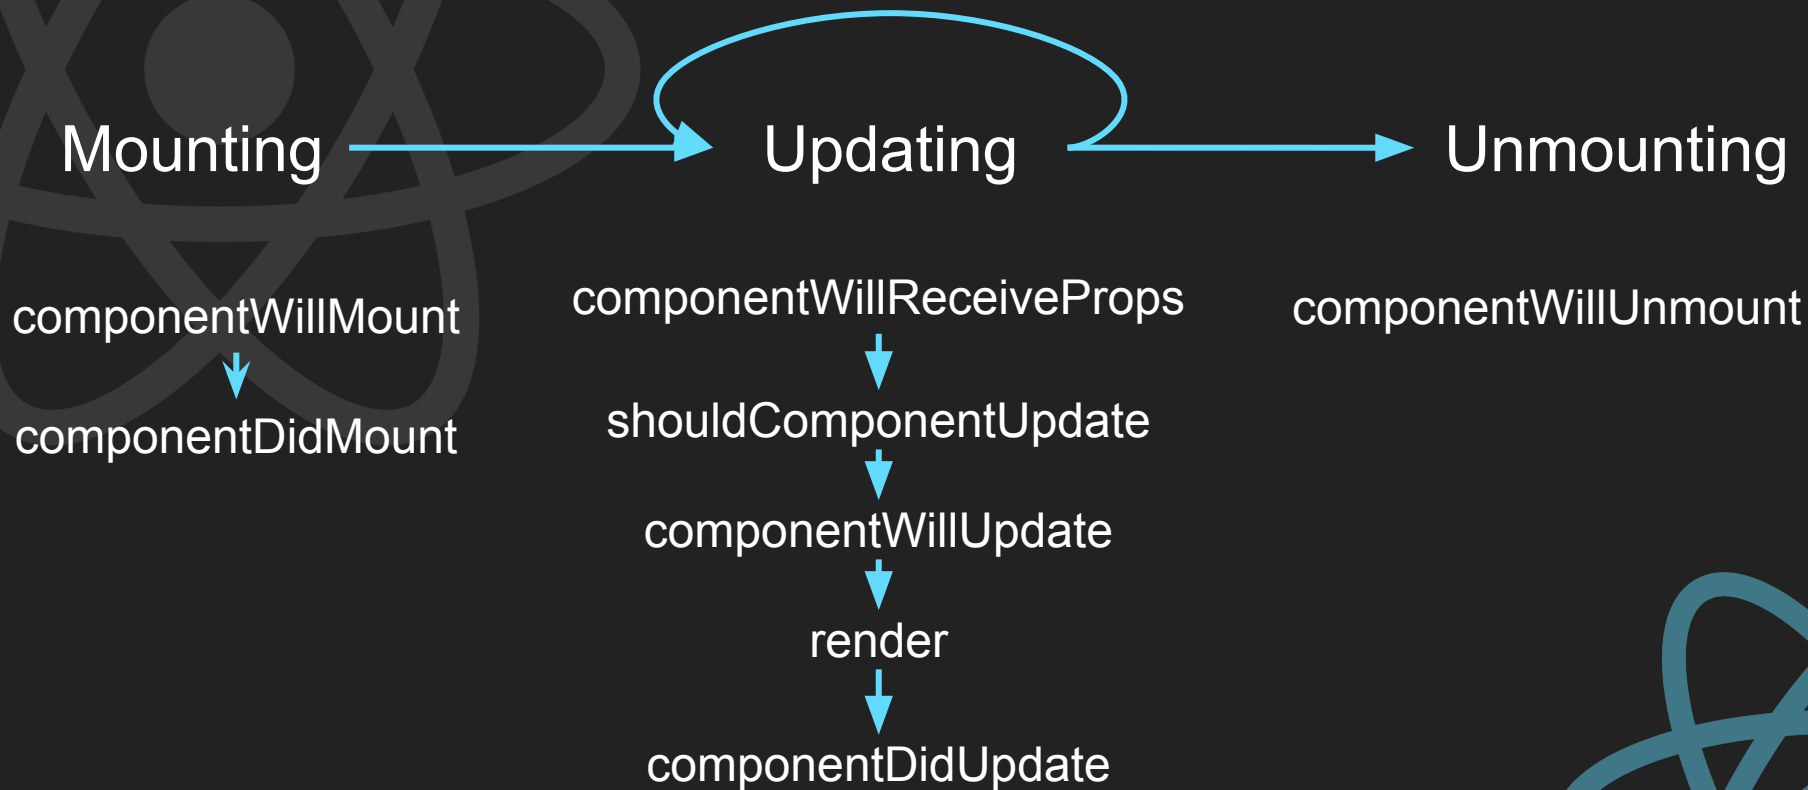 Mounting
Updating
Unmounting
componentWillMount
componentDidMount
componentWillReceiveProps
shouldComponentUpdate
componentWillUpdate
render
componentDidUpdate
componentWillUnmount